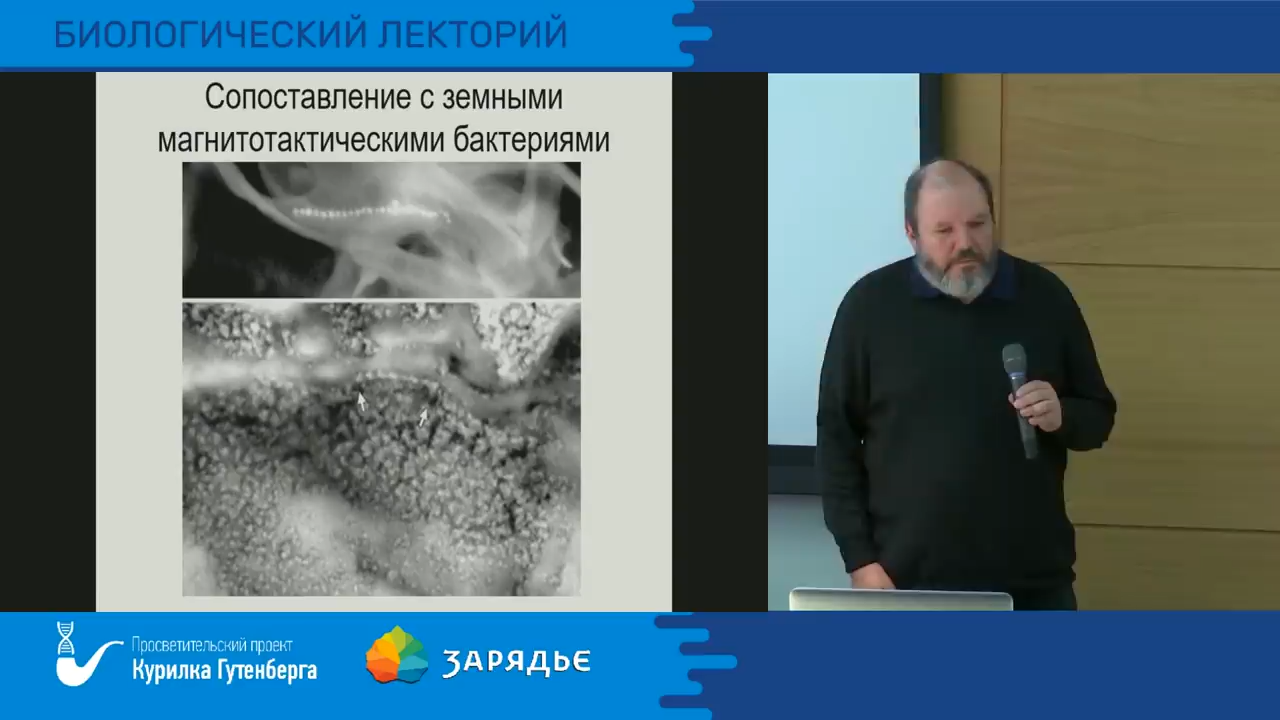 БИОЛОГИЧЕСКИЙ ЛЕКТОРИЙ
Сопоставление с земными
магнитотактическими бактериями
Просветительский проект
Курилка Гутенберга
ЗАРЯДЬЕ